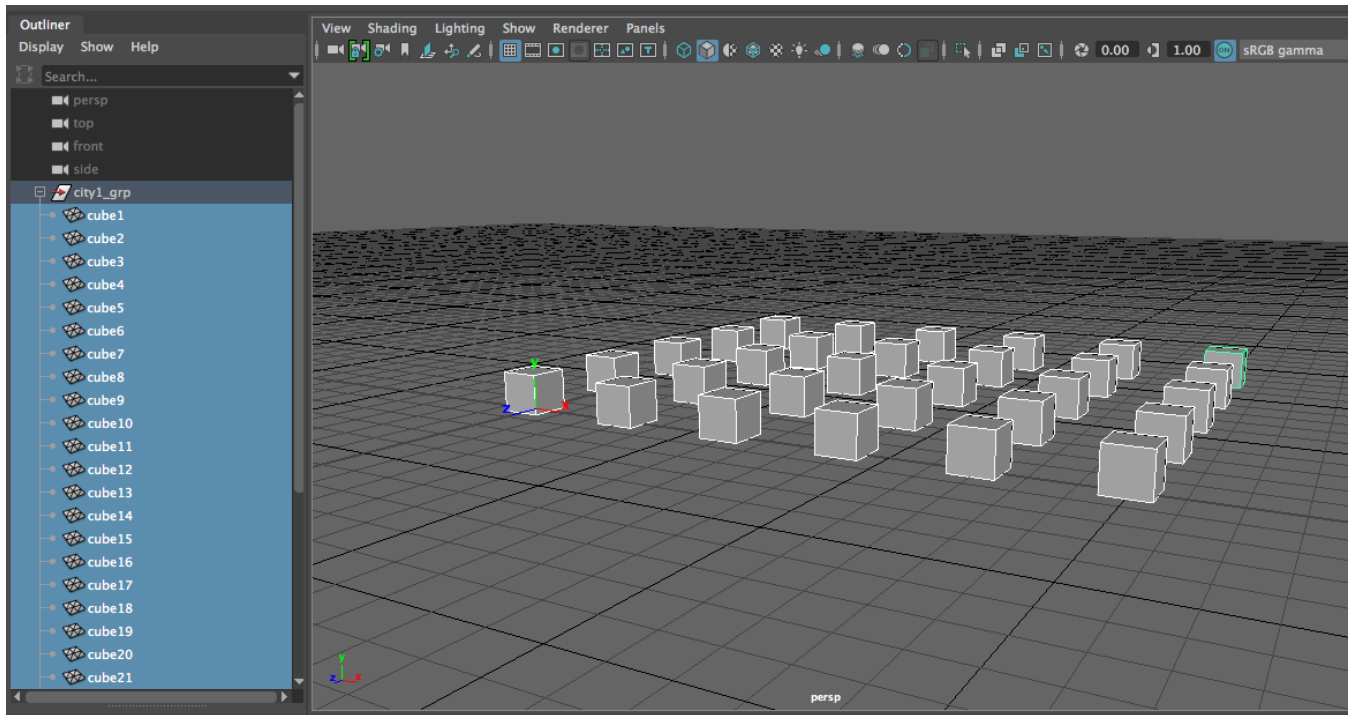 Outliner
Display Show Help
Search...
persp
top
front
side
city1_grp
cube1
cube2
cube3
cube4
cube5
cube6
cube7
cube8
cube9
cube10
cube11
cube12
cube13
cube14
cube15
cube16
cube17
cube18
cube19
cube20
cube21
View Shading Lighting Show Renderer Panels
0.00 1.00 ON sRGB gamma
y
z x
y
z x
persp